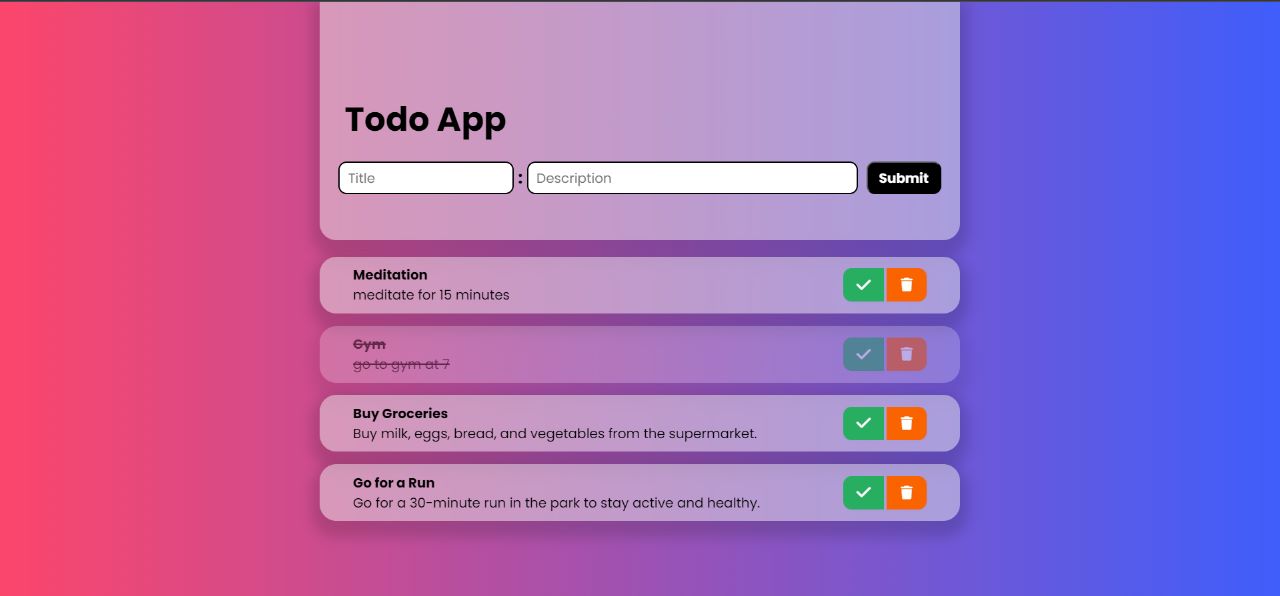 Todo App
Title : Description Submit
Meditation
meditate for 15 minutes
Gym
go to gym at 7
Buy Groceries
Buy milk, eggs, bread, and vegetables from the supermarket.
Go for a Run
Go for a 30-minute run in the park to stay active and healthy.